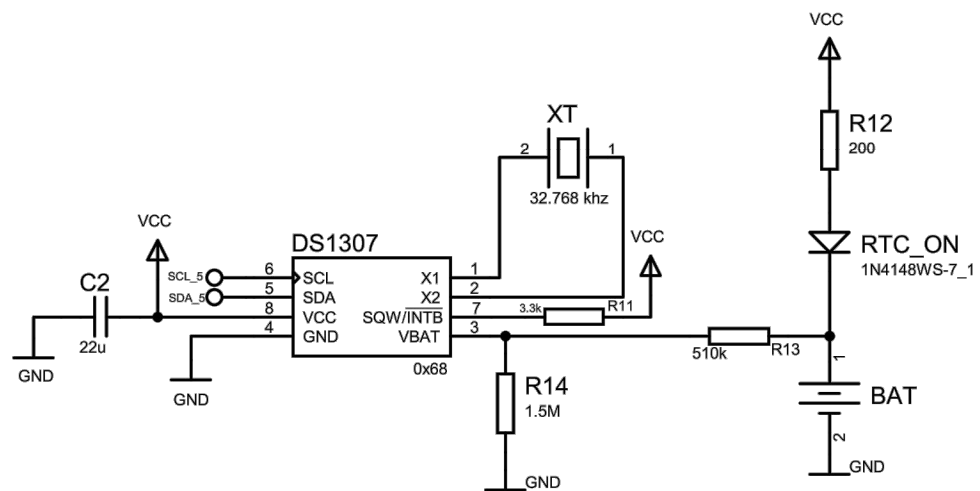 VCC
R12
200
XT
2
1
32.768 khz
VCC
VCC
DS1307
RTC_ON
1N4148WS-7_1
SCL_5
6
SCL
X1
1
SDA_5
5
SDA
X2
2
C2
8
VCC
SQW/INTB
7
3.3k
R11
22u
4
GND
VBAT
3
0x68
510k
R13
1
GND
GND
R14
1.5M
BAT
2
GND
GND